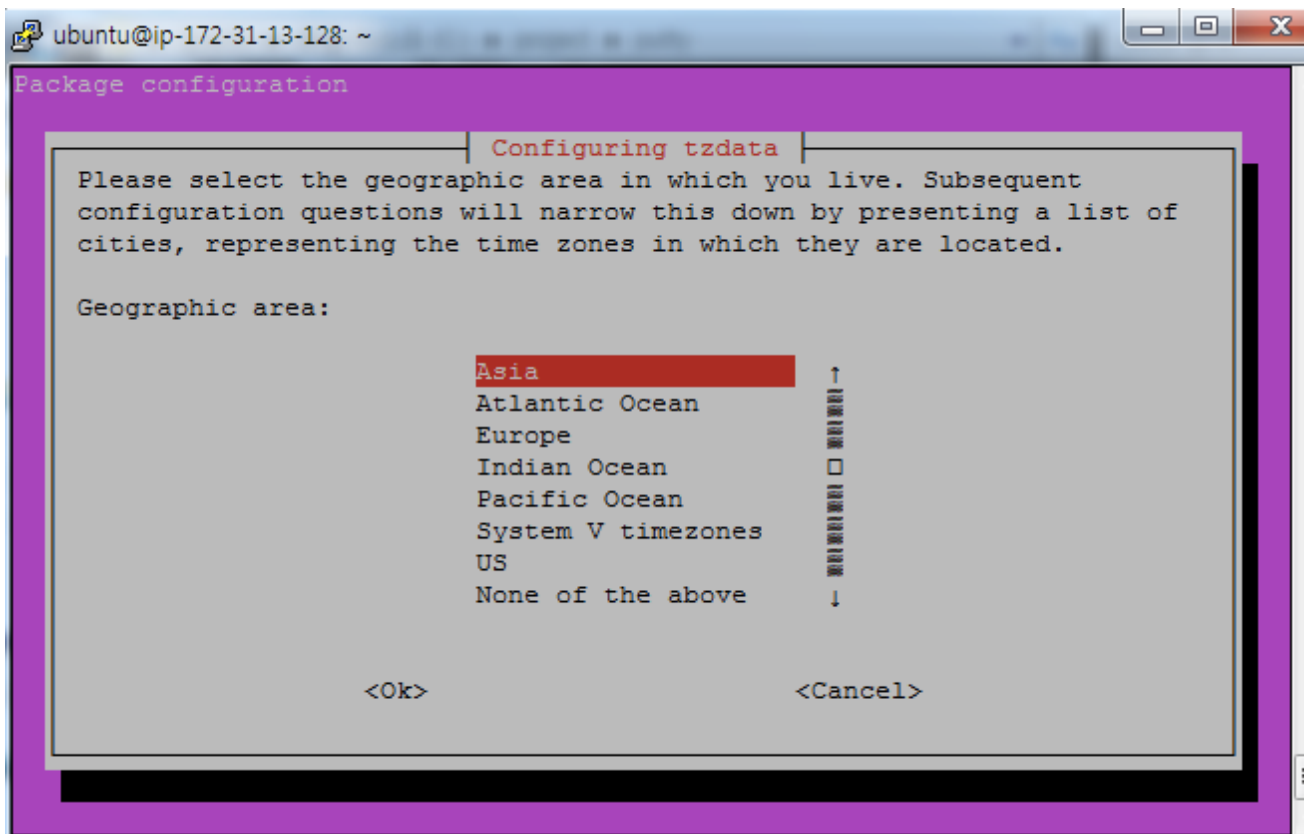 ubuntu@ip-172-31-13-128: ~
Package configuration
Configuring tzdata
Please select the geographic area in which you live. Subsequent
configuration questions will narrow this down by presenting a list of
cities, representing the time zones in which they are located.
Geographic area:
Asia
Atlantic Ocean
Europe
Indian Ocean
Pacific Ocean
System V timezones
US
None of the above
<Ok> <Cancel>